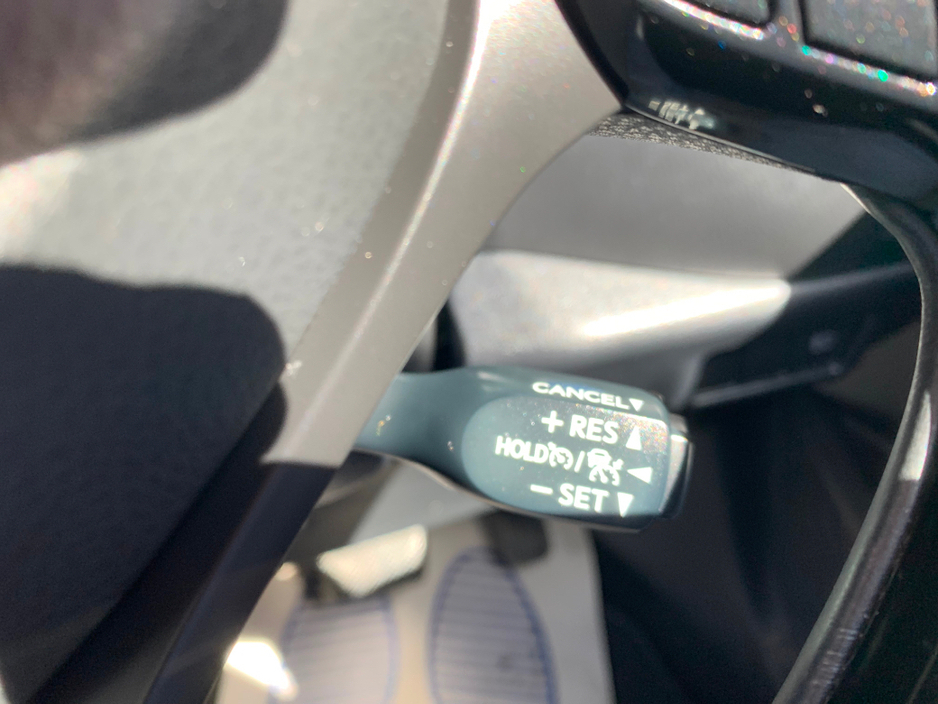 CANCEL▼
+ RES ▲
HOLD / ◀
− SET ▼